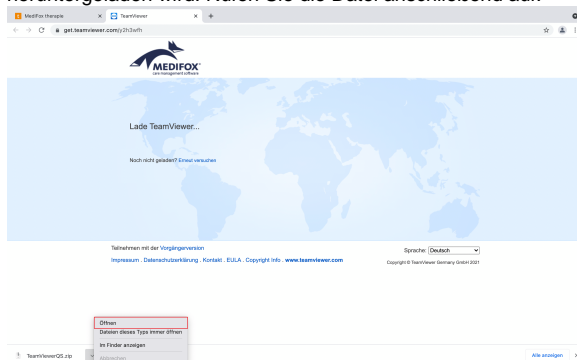 heruntergeladen wird. Rufen Sie die Datei anschließend auf.
MediFox therapie
TeamViewer
get.teamviewer.com/y2h3wfh
MEDIFOX
care management software
Lade TeamViewer...
Noch nicht geladen? Erneut versuchen
Teilnehmen mit der Vorgängerversion
Impressum . Datenschutzerklärung . Kontakt . EULA . Copyright Info . www.teamviewer.com
Sprache: Deutsch
Copyright © TeamViewer Germany GmbH 2021
Öffnen
Dateien dieses Typs immer öffnen
Im Finder anzeigen
Abbrechen
TeamViewerQS.zip
Alle anzeigen